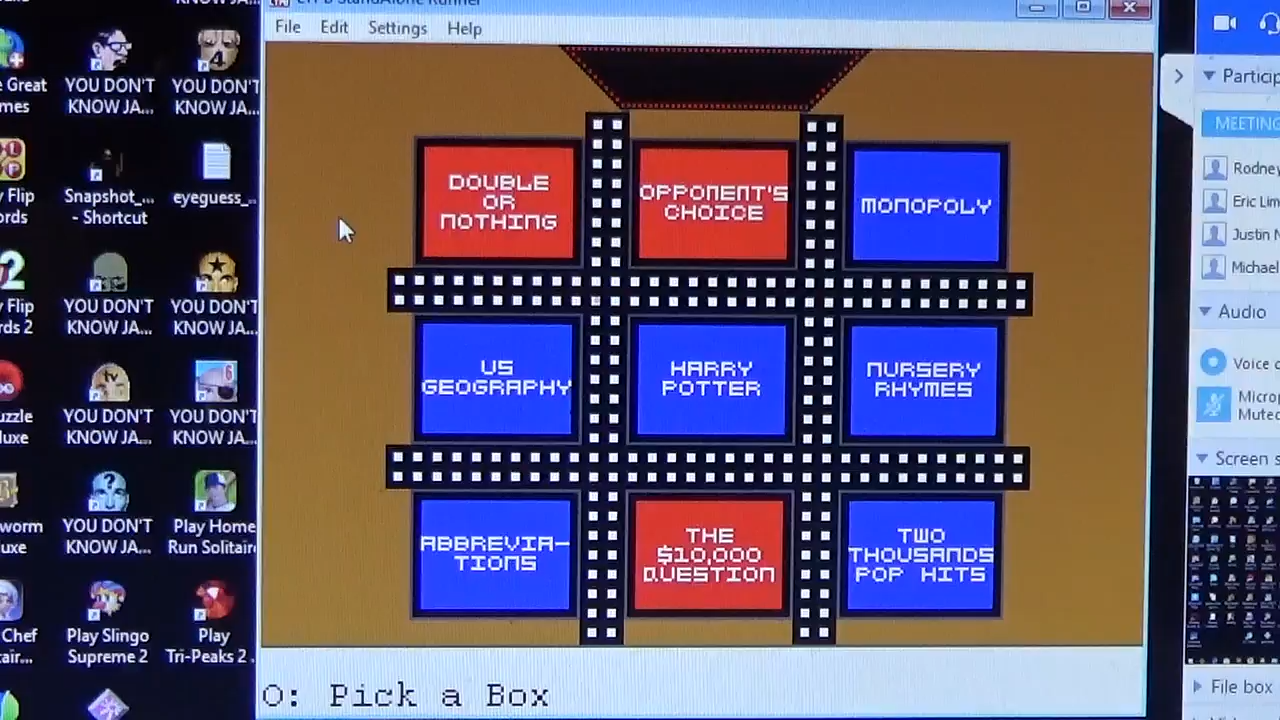 File Edit Settings Help
DOUBLE
OR
NOTHING
OPPONENT'S
CHOICE
MONOPOLY
US
GEOGRAPHY
HARRY
POTTER
NURSERY
RHYMES
ABBREVIA-
TIONS
THE
$10,000
QUESTION
TWO
THOUSANDS
POP HITS
O: Pick a Box
YOU DON'T
KNOW JA...
YOU DON'T
KNOW JA...
Snapshot_...
- Shortcut
eyeguess_...
YOU DON'T
KNOW JA...
YOU DON'T
KNOW JA...
YOU DON'T
KNOW JA...
YOU DON'T
KNOW JA...
YOU DON'T
KNOW JA...
Play Home
Run Solitair
Play Slingo
Supreme 2
Play
Tri-Peaks 2 .
e Great
mes
y Flip
ords
y Flip
rds 2
uzzle
luxe
worm
uxe
Chef
tair...
Particip
MEETING
Rodney
Eric Lim
Justin
Michael
Audio
Voice c
Microp
Mutec
Screen s
File box